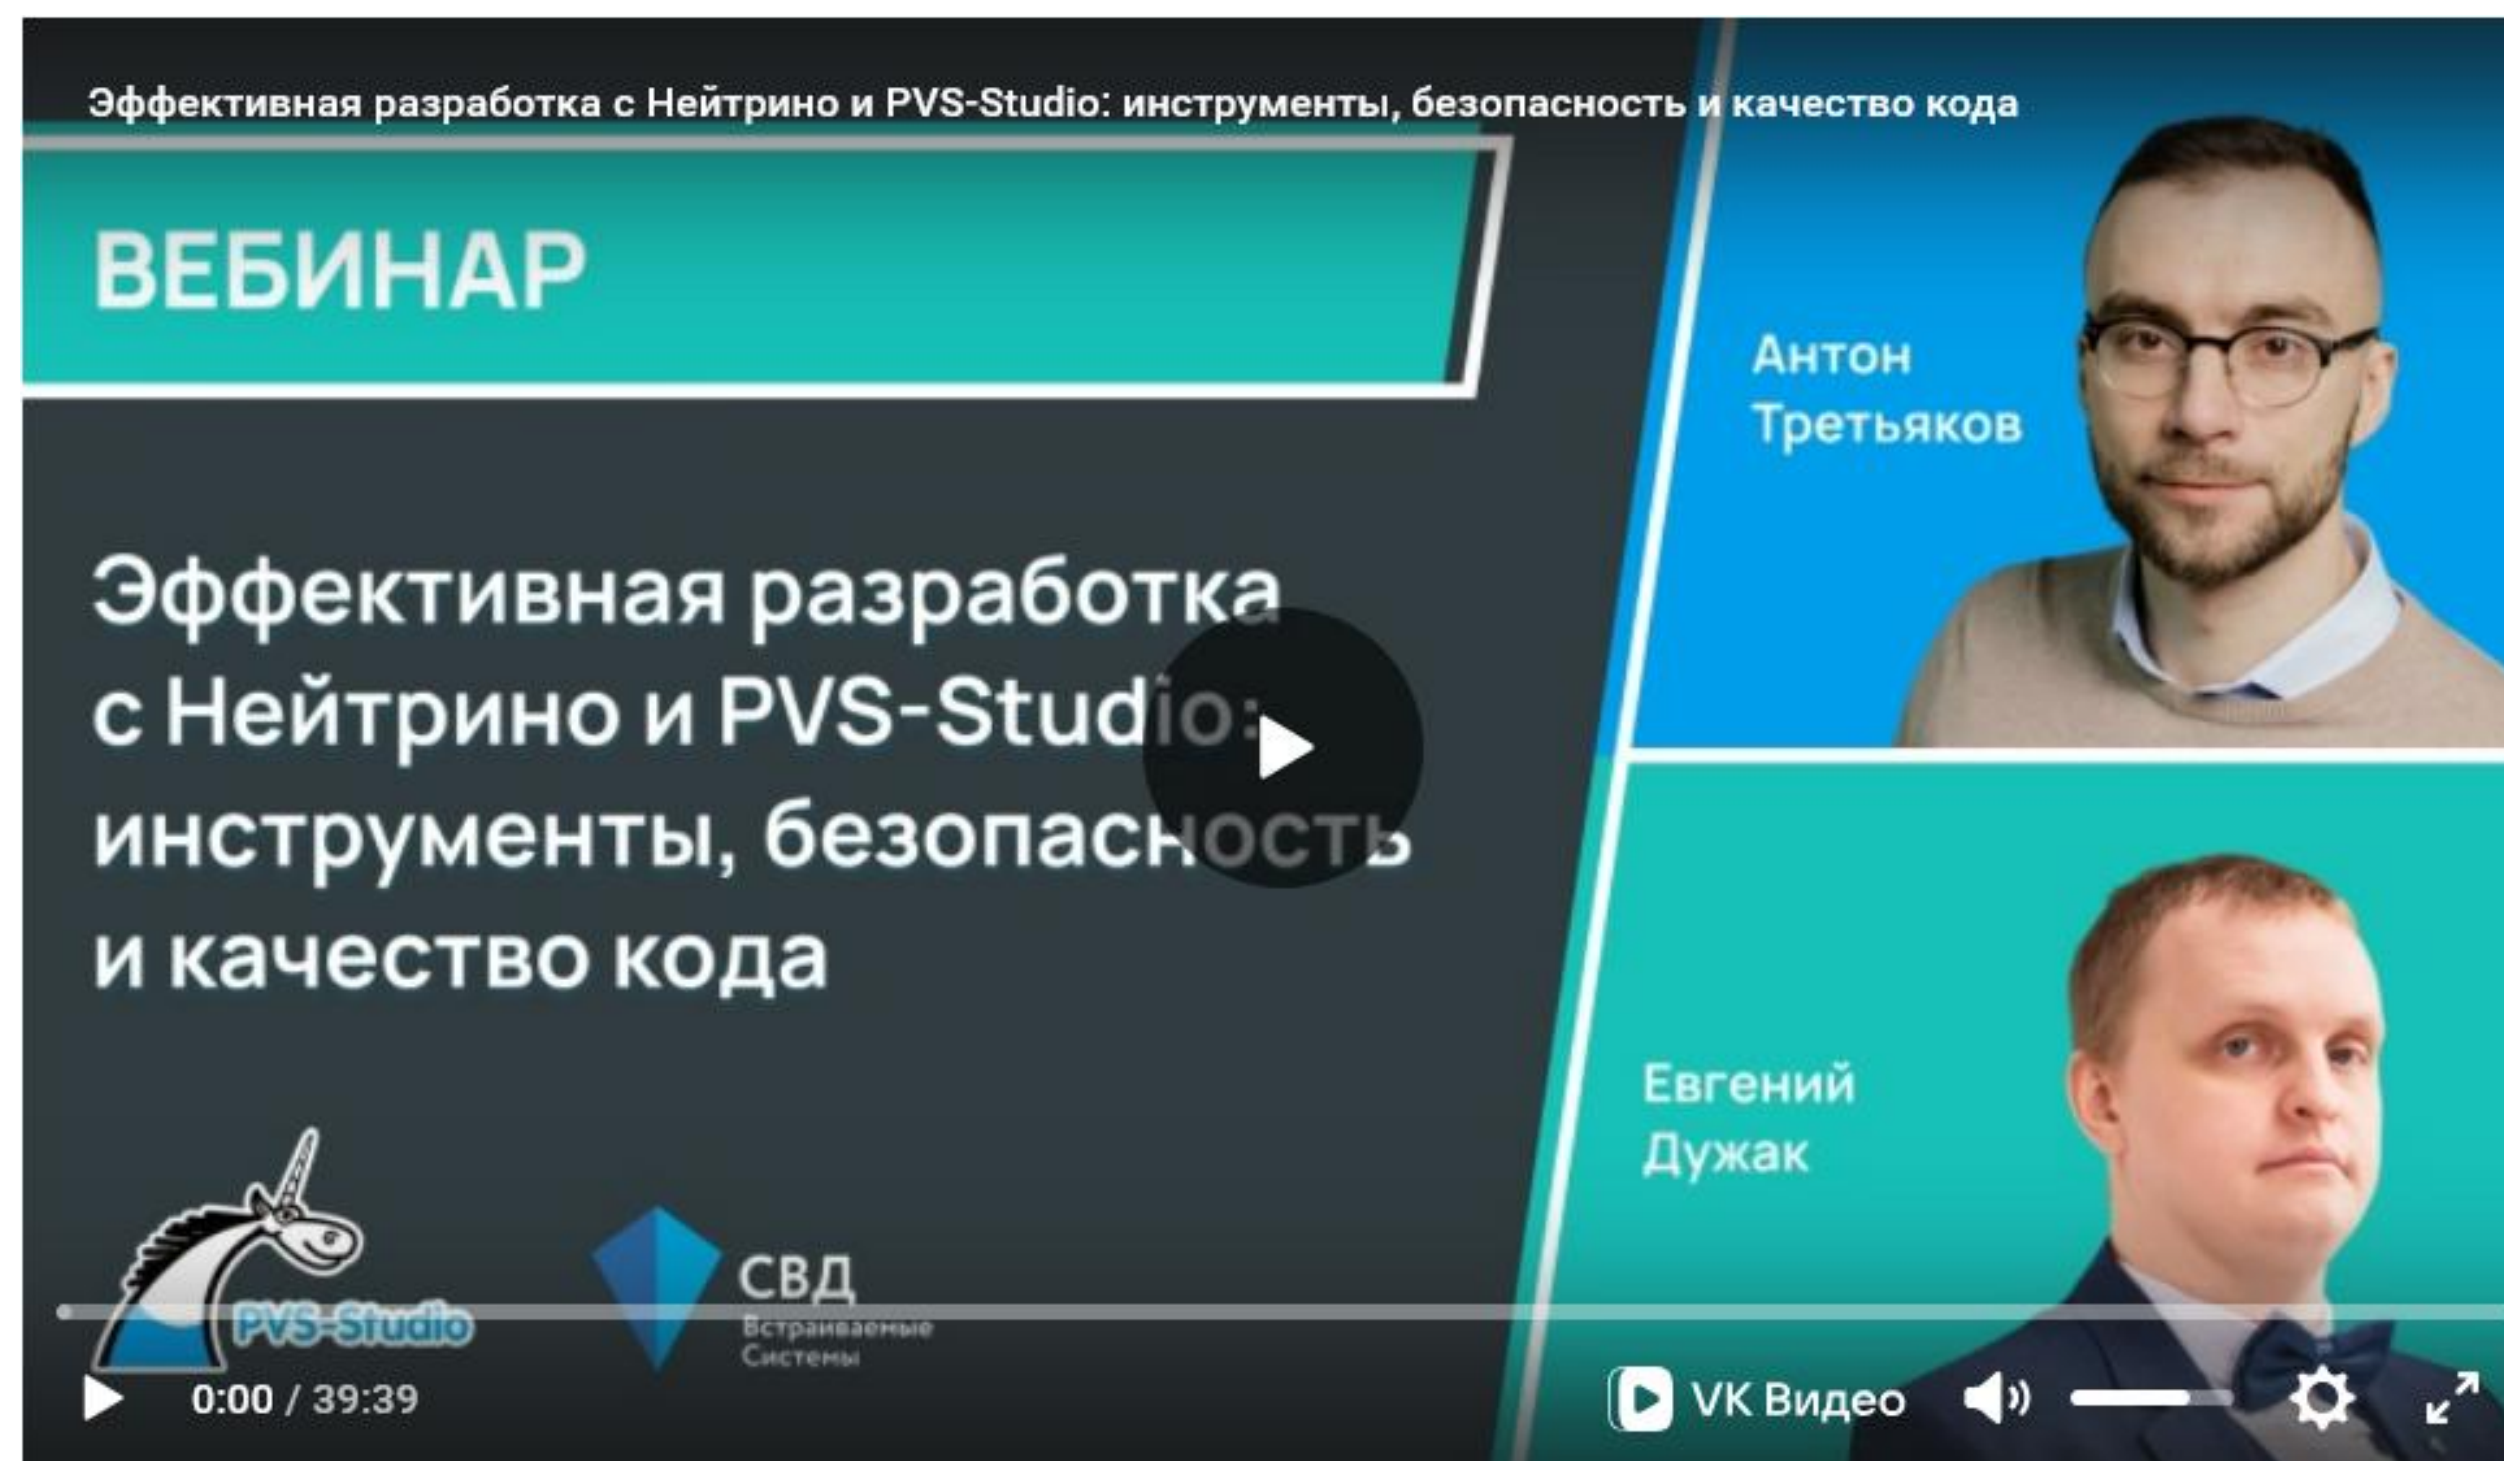 Эффективная разработка с Нейтрино и PVS-Studio: инструменты, безопасность и качество кода
ВЕБИНАР
Антон
Третьяков
Эффективная разработка
с Нейтрино и PVS-Studio:
инструменты, безопасность
и качество кода
Евгений
Дужак
PVS-Studio
СВД
Встраиваемые
Системы
0:00 / 39:39
VK Видео